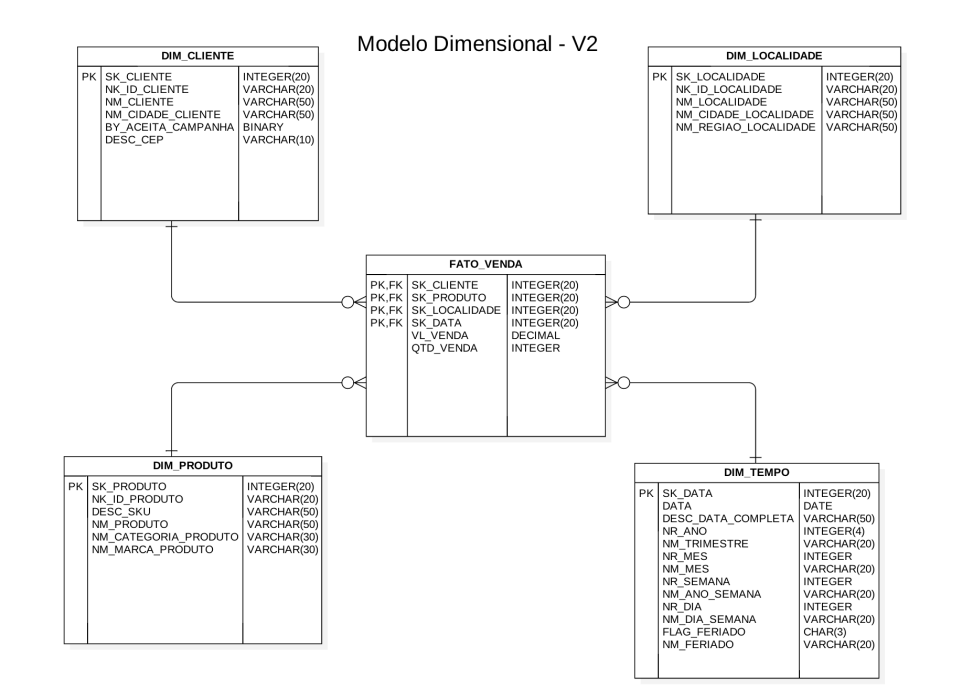 Modelo Dimensional - V2
DIM_CLIENTE
PK SK_CLIENTE INTEGER(20)
NK_ID_CLIENTE VARCHAR(20)
NM_CLIENTE VARCHAR(50)
NM_CIDADE_CLIENTE VARCHAR(50)
BY_ACEITA_CAMPANHA BINARY
DESC_CEP VARCHAR(10)
DIM_LOCALIDADE
PK SK_LOCALIDADE INTEGER(20)
NK_ID_LOCALIDADE VARCHAR(20)
NM_LOCALIDADE VARCHAR(50)
NM_CIDADE_LOCALIDADE VARCHAR(50)
NM_REGIAO_LOCALIDADE VARCHAR(50)
FATO_VENDA
PK,FK SK_CLIENTE INTEGER(20)
PK,FK SK_PRODUTO INTEGER(20)
PK,FK SK_LOCALIDADE INTEGER(20)
PK,FK SK_DATA INTEGER(20)
VL_VENDA DECIMAL
QTD_VENDA INTEGER
DIM_PRODUTO
PK SK_PRODUTO INTEGER(20)
NK_ID_PRODUTO VARCHAR(20)
DESC_SKU VARCHAR(50)
NM_PRODUTO VARCHAR(50)
NM_CATEGORIA_PRODUTO VARCHAR(30)
NM_MARCA_PRODUTO VARCHAR(30)
DIM_TEMPO
PK SK_DATA INTEGER(20)
DATA DATE
DESC_DATA_COMPLETA VARCHAR(50)
NR_ANO INTEGER(4)
NM_TRIMESTRE VARCHAR(20)
NR_MES INTEGER
NM_MES VARCHAR(20)
NR_SEMANA INTEGER
NM_ANO_SEMANA VARCHAR(20)
NR_DIA INTEGER
NM_DIA_SEMANA VARCHAR(20)
FLAG_FERIADO CHAR(3)
NM_FERIADO VARCHAR(20)